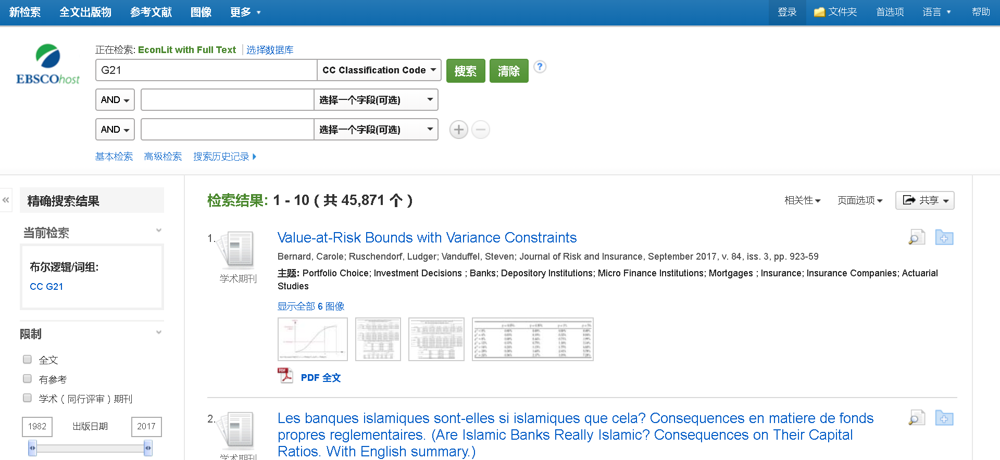 新检索 全文出版物 参考文献 图像 更多 登录 文件夹 首选项 语言 帮助
正在检索: EconLit with Full Text 选择数据库
EBSCOhost
G21 CC Classification Code 搜索 清除 ?
AND 选择一个字段(可选)
AND 选择一个字段(可选)
基本检索 高级检索 搜索历史记录
精确搜索结果
当前检索
布尔逻辑/词组:
CC G21
限制
全文
有参考
学术（同行评审）期刊
1982 出版日期 2017
检索结果: 1 - 10（共 45,871 个）
相关性 页面选项 共享
1. Value-at-Risk Bounds with Variance Constraints
Bernard, Carole; Ruschendorf, Ludger; Vanduffel, Steven; Journal of Risk and Insurance, September 2017, v. 84, iss. 3, pp. 923-59
学术期刊
主题: Portfolio Choice; Investment Decisions ; Banks; Depository Institutions; Micro Finance Institutions; Mortgages ; Insurance; Insurance Companies; Actuarial
Studies
显示全部 6 图像
PDF 全文
2. Les banques islamiques sont-elles si islamiques que cela? Consequences en matiere de fonds
propres reglementaires. (Are Islamic Banks Really Islamic? Consequences on Their Capital
Ratios. With English summary.)
学术期刊